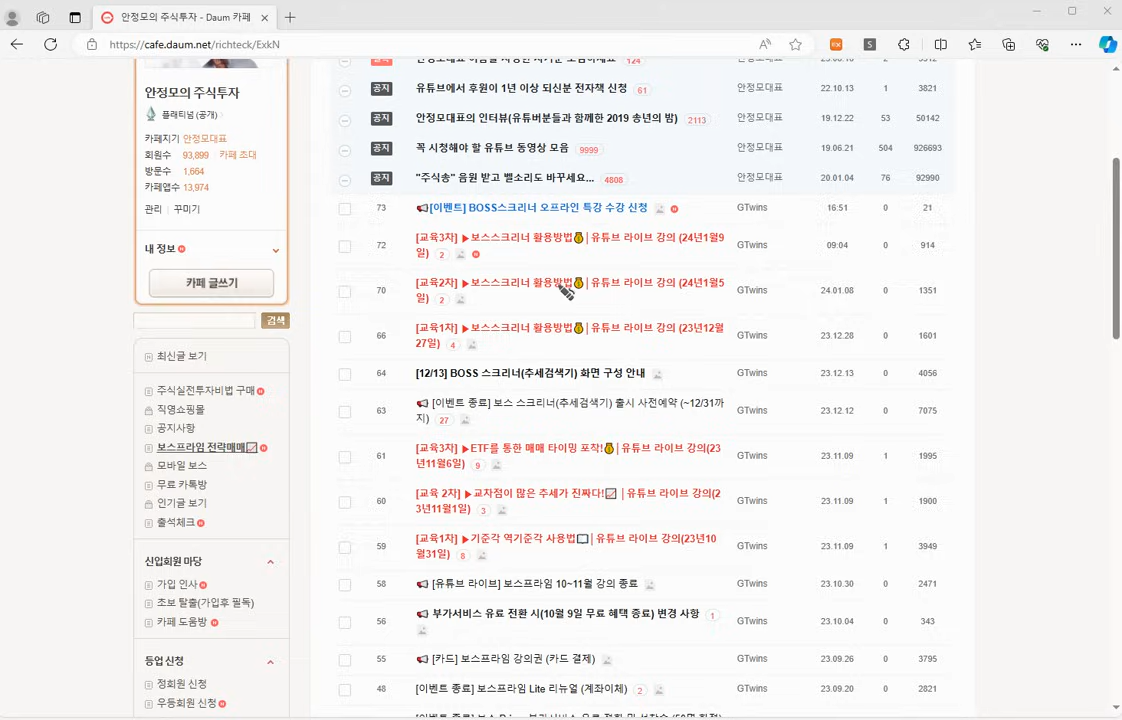 안정모의 주식투자 - Daum 카페
https://cafe.daum.net/richteck/ExkN
안정모의 주식투자
플래티넘 (공개)
카페지기 안정모대표
회원수 93,899 카페 초대
방문수 1,664
카페앱수 13,974
관리 꾸미기
내 정보
카페 글쓰기
검색
최신글 보기
주식실전투자비법 구매
직영쇼핑몰
공지사항
보스프라임 전략매매
모바일 보스
무료 카톡방
인기글 보기
출석체크
신입회원 마당
가입 인사
초보 탈출(가입후 필독)
카페 도움방
등업 신청
정회원 신청
우등회원 신청
공지 124
공지 유튜브에서 후원이 1년 이상 되신분 전자책 신청 61 안정모대표 22.10.13 1 3821
공지 안정모대표의 인터뷰(유튜버분들과 함께한 2019 송년의 밤) 2113 안정모대표 19.12.22 53 50142
공지 꼭 시청해야 할 유튜브 동영상 모음 9999 안정모대표 19.06.21 504 926693
공지 "주식송" 음원 받고 벨소리도 바꾸세요... 4808 안정모대표 20.01.04 76 92990
73 📢[이벤트] BOSS스크리너 오프라인 특강 수강 신청 GTwins 16:51 0 21
72 [교육3차] ▶보스스크리너 활용방법💰 | 유튜브 라이브 강의 (24년1월9 GTwins 09:04 0 914
일) 2
70 [교육2차] ▶보스스크리너 활용방법💰 | 유튜브 라이브 강의 (24년1월5 GTwins 24.01.08 0 1351
일) 2
66 [교육1차] ▶보스스크리너 활용방법💰 | 유튜브 라이브 강의 (23년12월 GTwins 23.12.28 0 1601
27일) 4
64 [12/13] BOSS 스크리너(추세검색기) 화면 구성 안내 GTwins 23.12.13 0 4056
63 📢 [이벤트 종료] 보스 스크리너(추세검색기) 출시 사전예약 (~12/31까 GTwins 23.12.12 0 7075
지) 27
61 [교육3차] ▶ETF를 통한 매매 타이밍 포착!💰 | 유튜브 라이브 강의(23 GTwins 23.11.09 1 1995
년11월6일) 9
60 [교육 2차] ▶교차점이 많은 추세가 진짜다!📈 | 유튜브 라이브 강의(2 GTwins 23.11.09 1 1900
3년11월1일) 3
59 [교육1차] ▶기준각 역기준각 사용법📖 | 유튜브 라이브 강의(23년10 GTwins 23.11.09 1 3949
월31일) 8
58 📢 [유튜브 라이브] 보스프라임 10~11월 강의 종료 GTwins 23.10.30 0 2471
56 📢 부가서비스 유료 전환 시(10월 9일 무료 혜택 종료) 변경 사항 1 GTwins 23.10.04 0 343
55 📢 [카드] 보스프라임 강의권 (카드 결제) GTwins 23.09.26 0 3795
48 [이벤트 종료] 보스프라임 Lite 리뉴얼 (계좌이체) 2 GTwins 23.09.20 0 2821